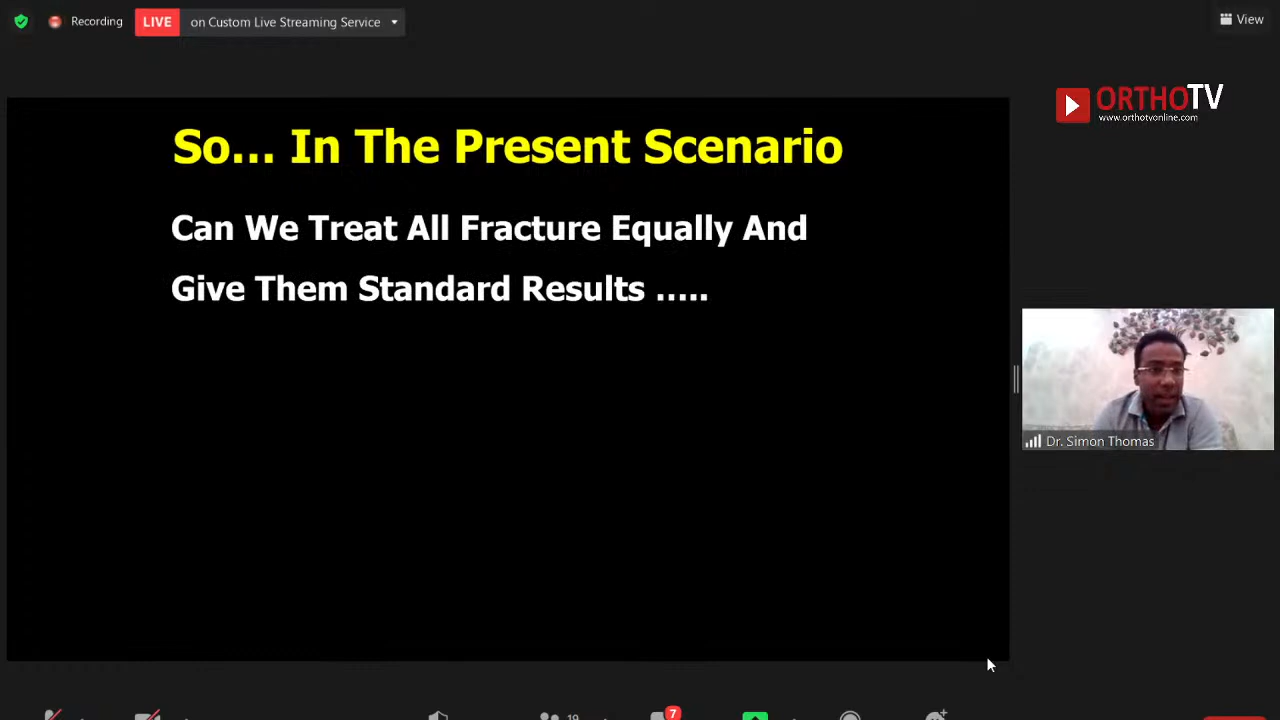 Recording
LIVE
on Custom Live Streaming Service
View
ORTHOTV
www.orthotvonline.com
So... In The Present Scenario
Can We Treat All Fracture Equally And
Give Them Standard Results .....
Dr. Simon Thomas
19
7